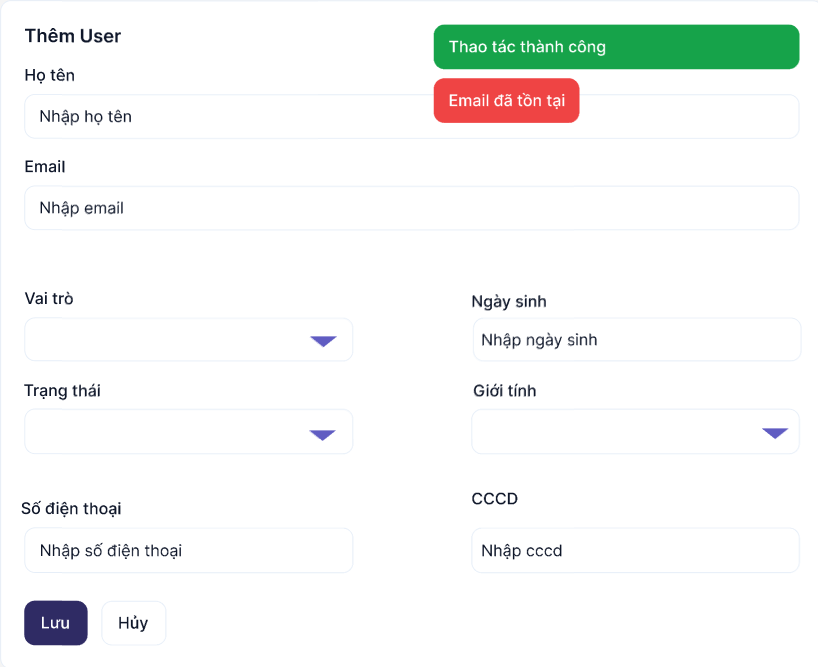 Thêm User
Thao tác thành công
Họ tên
Email đã tồn tại
Nhập họ tên
Email
Nhập email
Vai trò
Ngày sinh
Nhập ngày sinh
Trạng thái
Giới tính
Số điện thoại
CCCD
Nhập số điện thoại
Nhập cccd
Lưu
Hủy